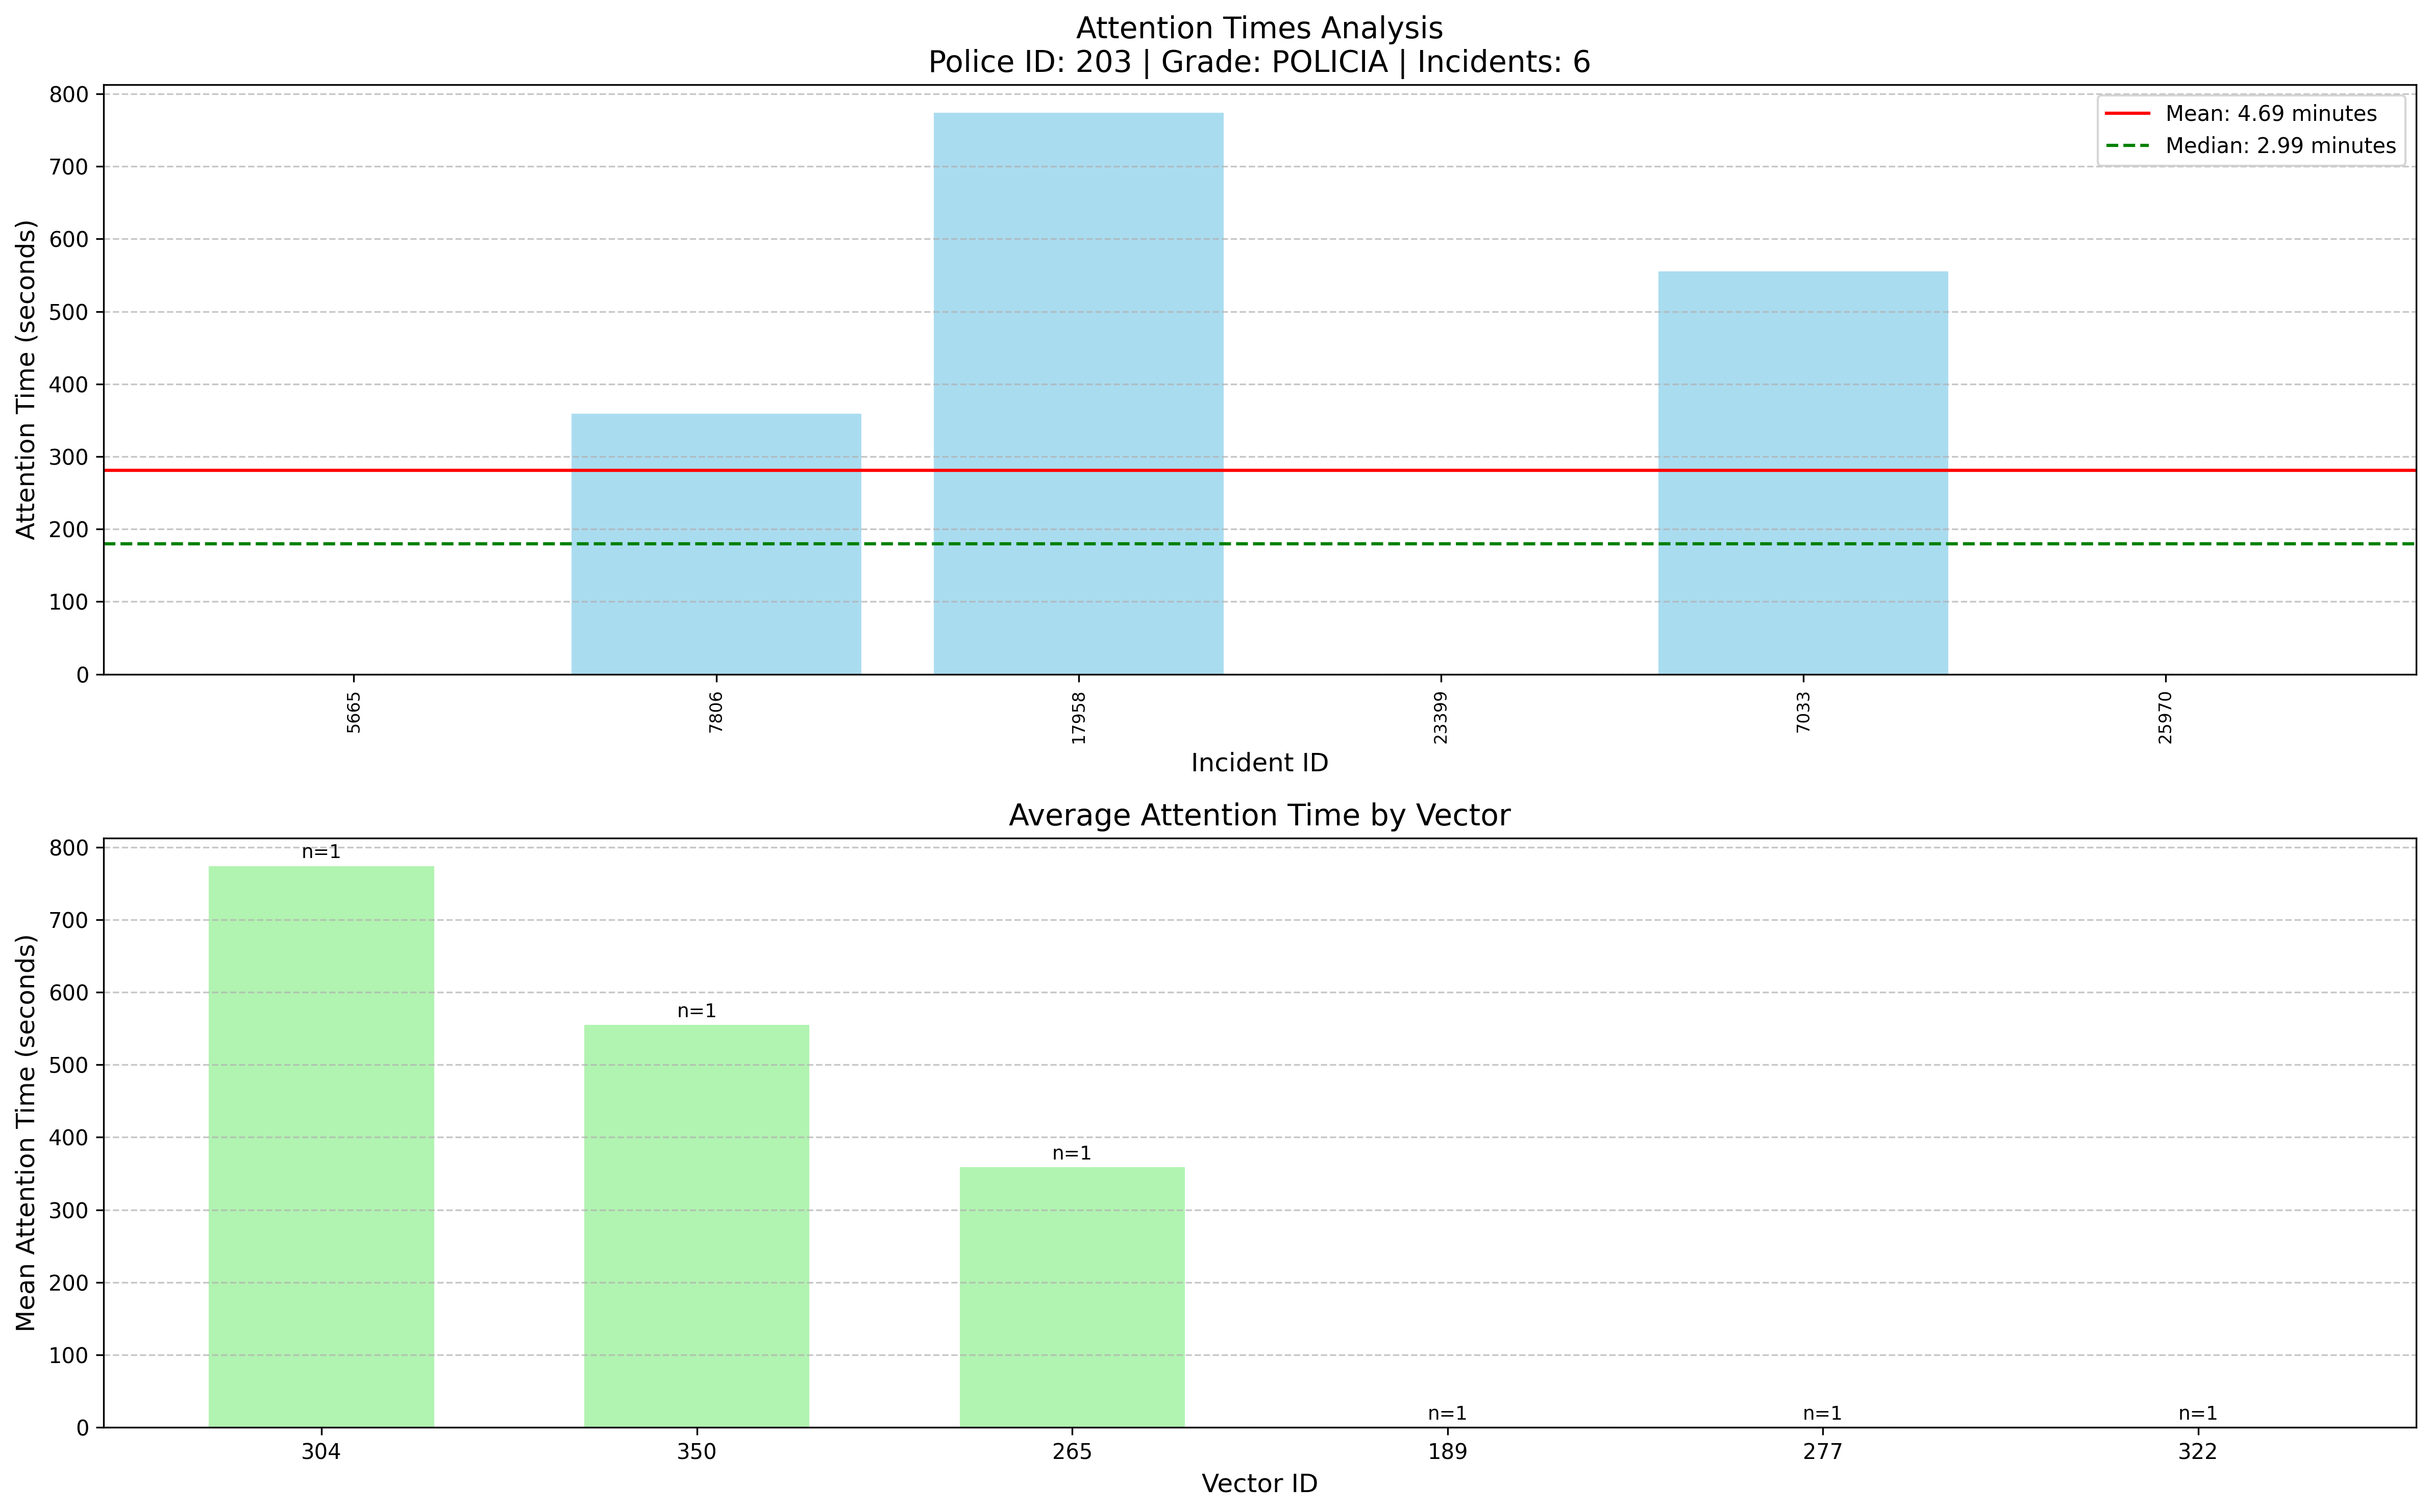 Attention Times Analysis
Police ID: 203 | Grade: POLICIA | Incidents: 6
Mean: 4.69 minutes
Median: 2.99 minutes
Attention Time (seconds)
800
700
600
500
400
300
200
100
0
5665
7806
17958
23399
7033
25970
Incident ID
Average Attention Time by Vector
Mean Attention Time (seconds)
800
700
600
500
400
300
200
100
0
n=1
n=1
n=1
n=1
n=1
n=1
304
350
265
189
277
322
Vector ID